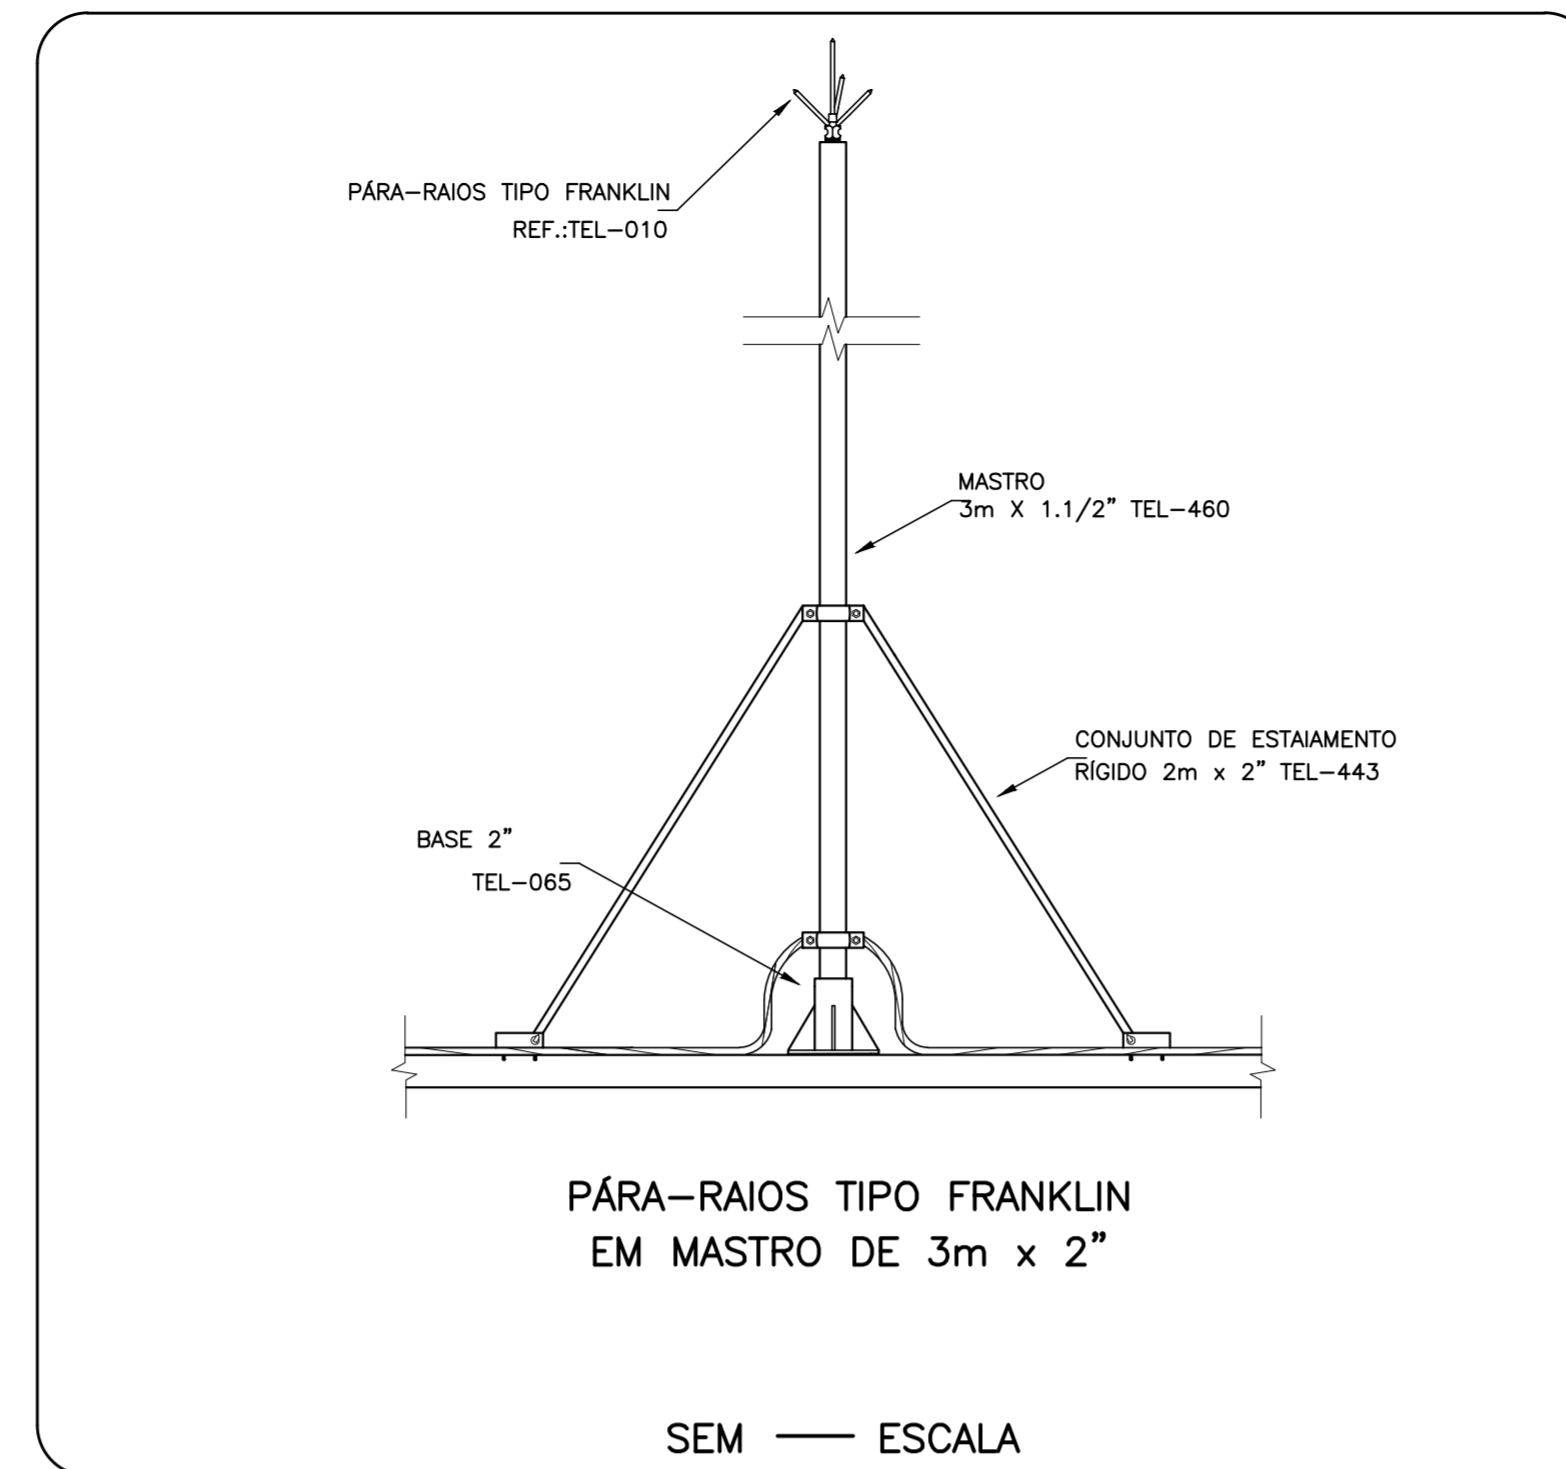 PÁRA-RAIOS TIPO FRANKLIN
REF.:TEL-010
MASTRO
3m X 1.1/2" TEL-460
CONJUNTO DE ESTAIAMENTO
RÍGIDO 2m x 2" TEL-443
BASE 2"
TEL-065
PÁRA-RAIOS TIPO FRANKLIN
EM MASTRO DE 3m x 2"
SEM — ESCALA